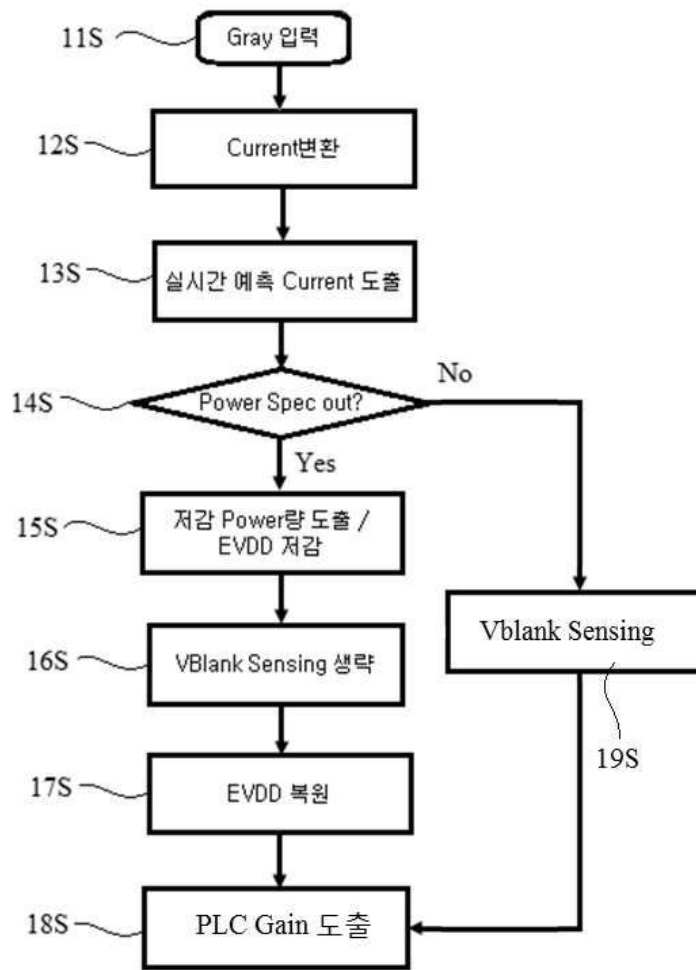 11S
Gray 입력
12S
Current변환
13S
실시간 예측 Current 도출
14S
Power Spec out?
No
Yes
15S
저감 Power량 도출 /
EVDD 저감
16S
VBlank Sensing 생략
Vblank Sensing
19S
17S
EVDD 복원
18S
PLC Gain 도출